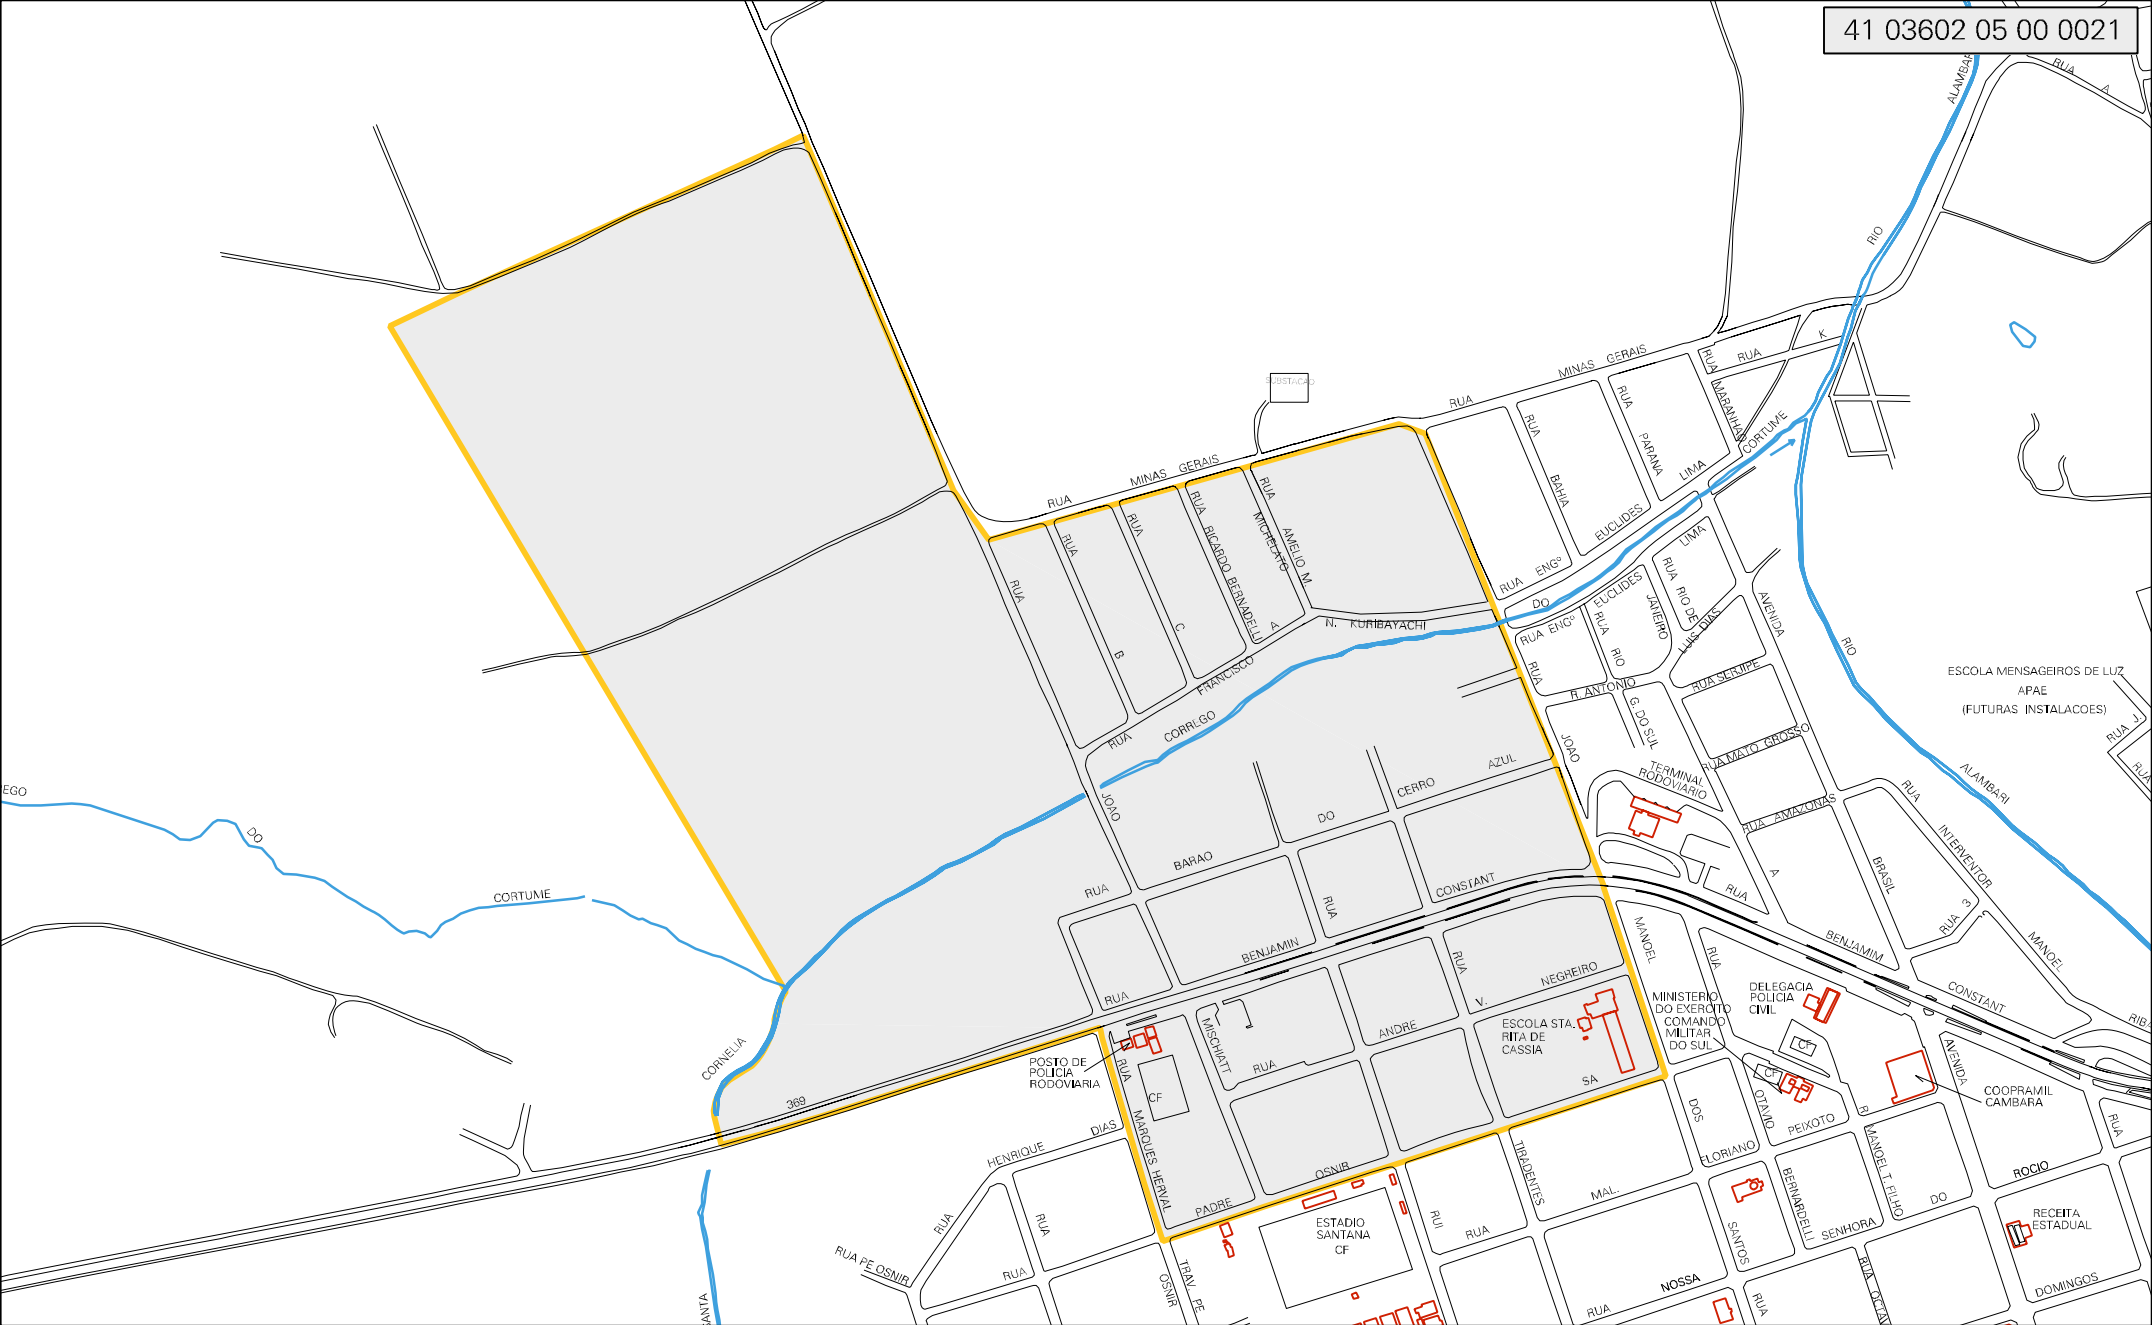 41 03602 05 00 0021
ALAMBARI
RUA A
RIO
SUBSTACAO
MINAS GERAIS
RUA
RUA K
RUA MARANHAO
RUA PARANA
RUA BAHIA
CORTUME
LIMA
EUCLIDES
RUA ENGº
RUA MINAS GERAIS
RUA
RUA B
RUA C
RUA RICARDO BERNADELLI
RUA MICHELATO
AMELIO M.
A
N. KURIBAYACHI
FRANCISCO
RUA
CORREGO
DO
LIMA
EUCLIDES
RUA ENGº
RUA RIO DE
JANEIRO
LUIS DIAS
AVENIDA
RUA RIO
G. DO SUL
R. ANTONIO
RUA
JOAO
RUA SERJIPE
RUA MATO GROSSO
RUA AMAZONAS
TERMINAL
RODOVIARIO
RIO
ALAMBARI
ESCOLA MENSAGEIROS DE LUZ
APAE
(FUTURAS INSTALACOES)
RUA J.
RUA
RUA
INTERVENTOR
MANOEL
RIB.
BRASIL
RUA 3
RUA A
EGO
DO
CORTUME
JOAO
RUA BARAO DO CERRO AZUL
RUA
RUA BENJAMIN CONSTANT
BENJAMIM
CONSTANT
MANOEL
RUA
RUA
V. NEGREIRO
ANDRE
RUA
MISCHIATT
ESCOLA STA.
RITA DE
CASSIA
SA
MINISTERIO
DO EXERCITO
COMANDO
MILITAR
DO SUL
DELEGACIA
POLICIA
CIVIL
CF
CF
COOPRAMIL
CAMBARA
AVENIDA
RUA
CORNELIA
369
POSTO DE
POLICIA
RODOVIARIA
CF
RUA
MARQUES HERVAL
HENRIQUE DIAS
RUA
RUA PE OSNIR
RUA
RUA
PADRE OSNIR
ESTADIO
SANTANA
CF
TIRADENTES
RUI
RUA
MAL.
FLORIANO
PEIXOTO
DOS
SANTOS
OTAVIO
BERNARDELLI
R.
MANOEL T. FILHO
ROCIO
DO
SENHORA
NOSSA
RUA
RECEITA
ESTADUAL
DOMINGOS
RUA
RUA OCTAV
TRAV. PE
OSNIR
SANTA